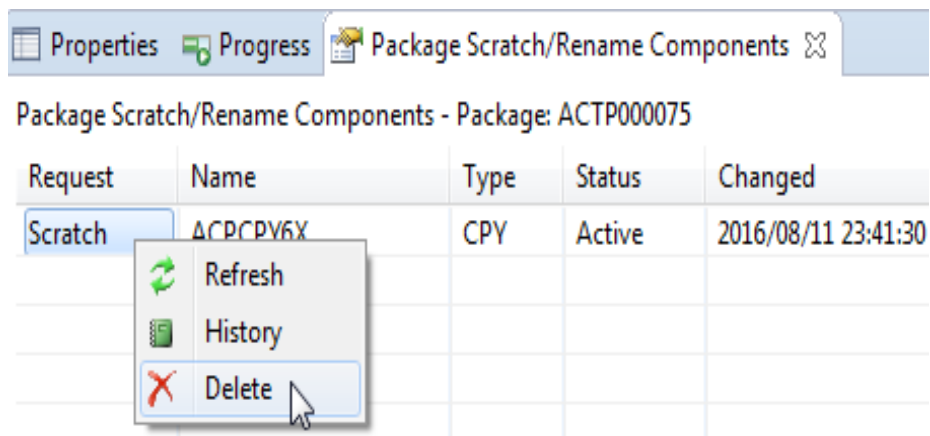 Properties Progress Package Scratch/Rename Components
Package Scratch/Rename Components - Package: ACTP000075
Request Name Type Status Changed
Scratch ACPCPY6X CPY Active 2016/08/11 23:41:30
Refresh
History
Delete